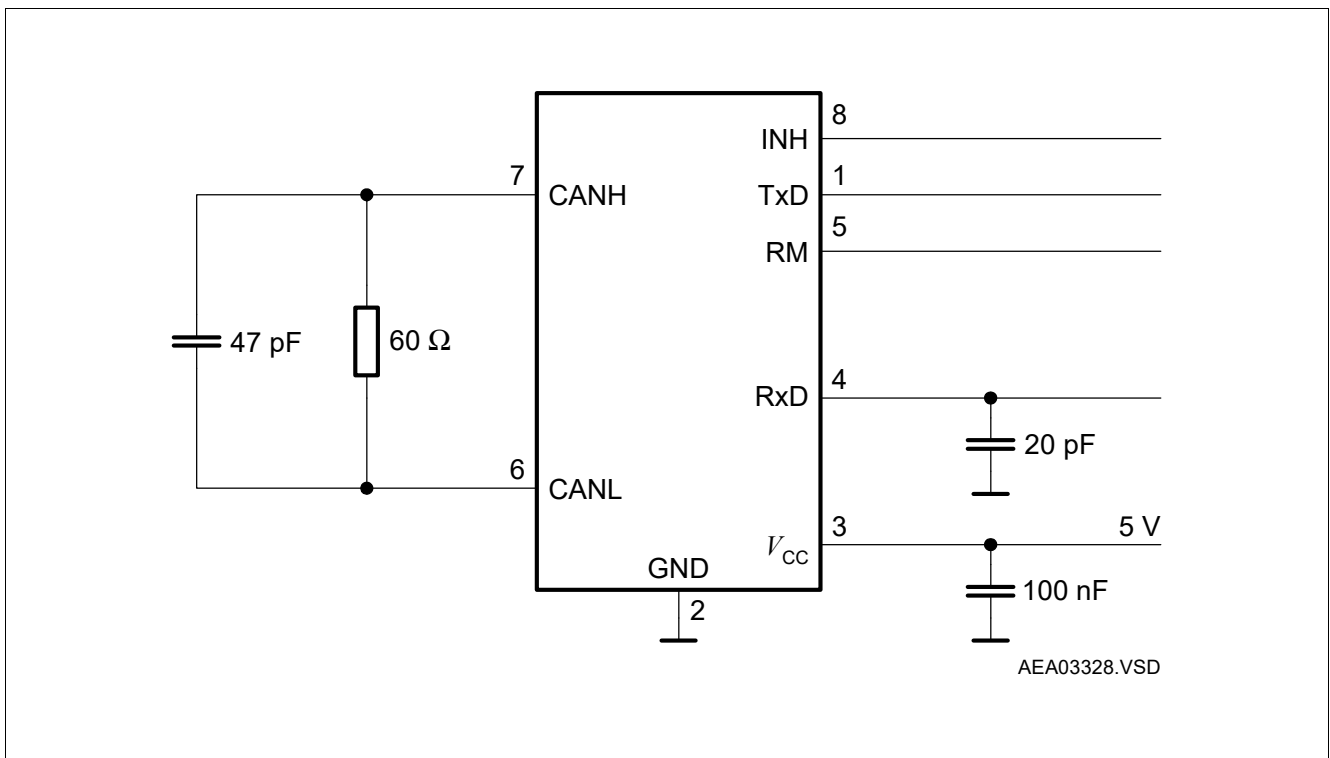 8
INH
7
1
CANH
TxD
5
RM
47 pF
60 Ω
4
RxD
20 pF
6
CANL
3
5 V
VCC
GND
100 nF
2
AEA03328.VSD